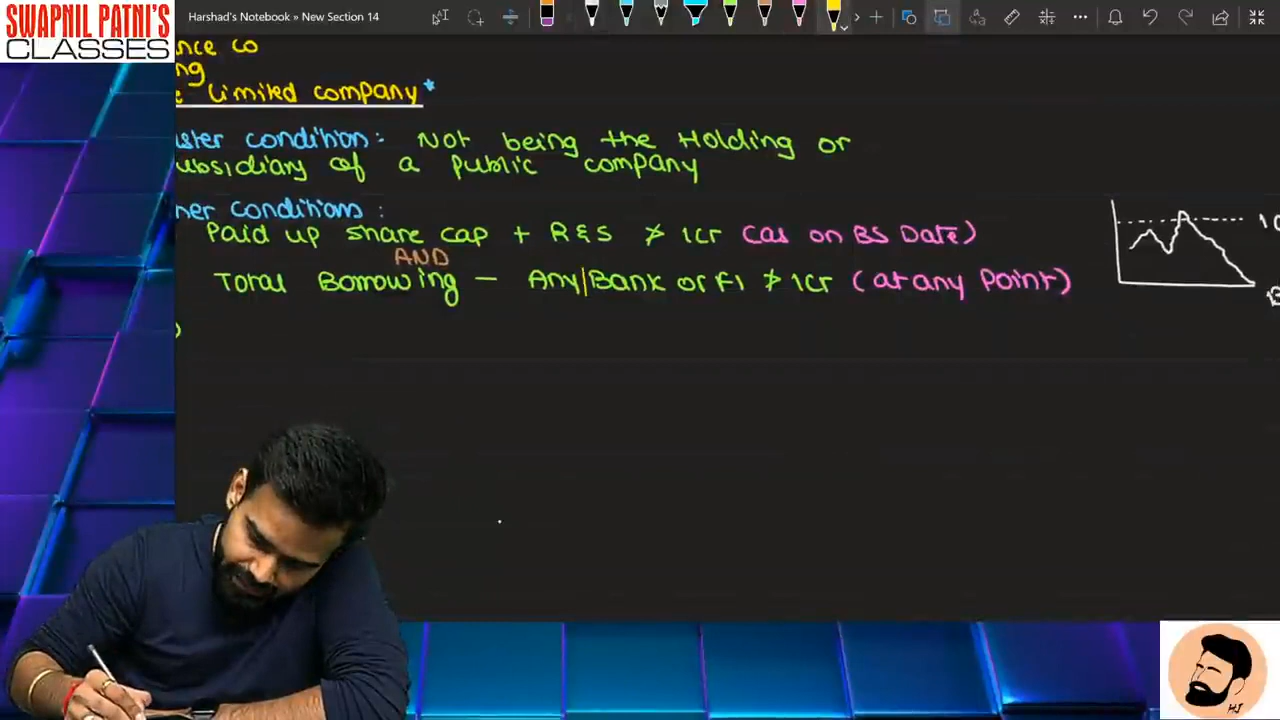 SWAPNIL PATNI'S
CLASSES
Harshad's Notebook » New Section 14
nce co
ng
e limited company*
ster condition: Not being the Holding or
ubsidiary of a public company
her conditions:
Paid up share cap + R&S ≯ 1cr (as on BS Date)
AND
Total Borrowing – Any/Bank or FI ≯ 1cr (at any Point)
HJ